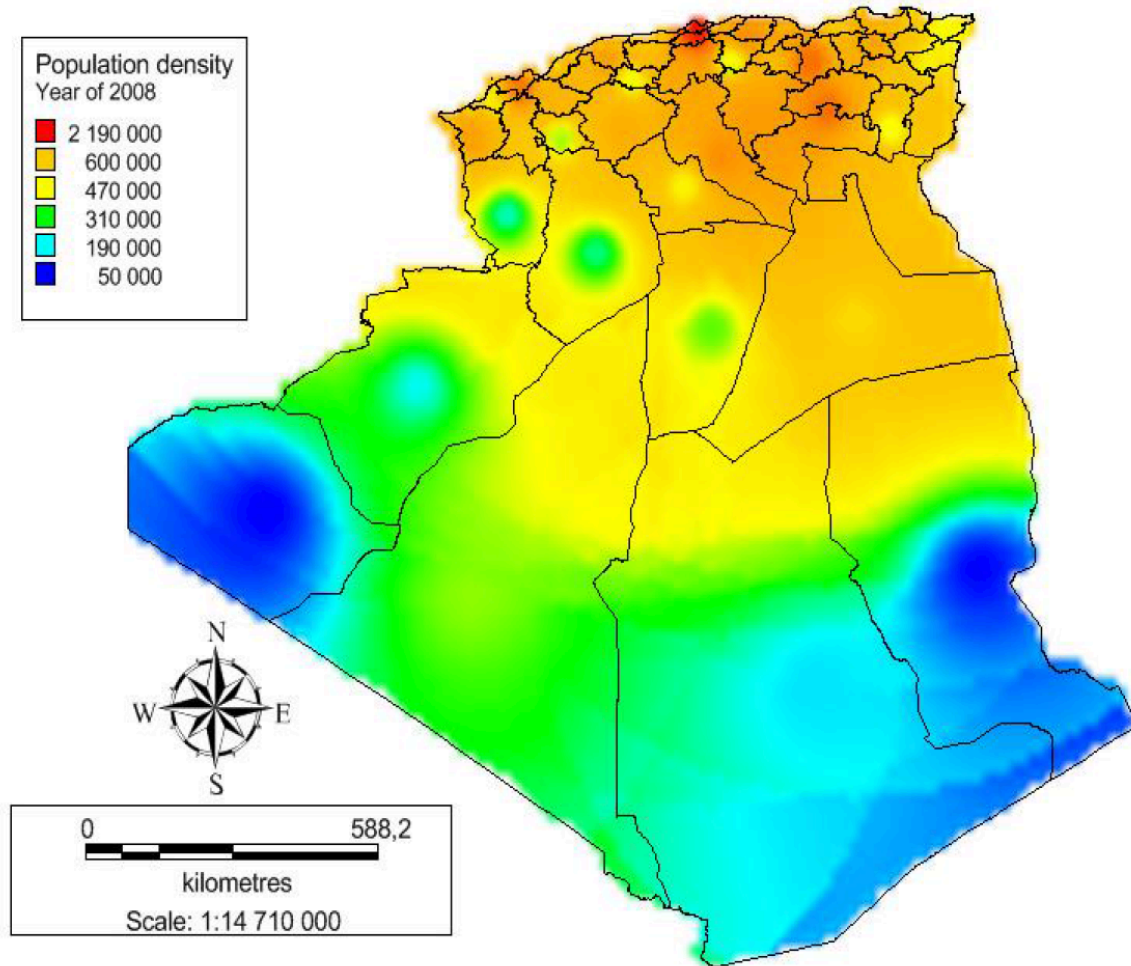 Population density
Year of 2008
2 190 000
600 000
470 000
310 000
190 000
50 000
N
W E
S
0 588,2
kilometres
Scale: 1:14 710 000